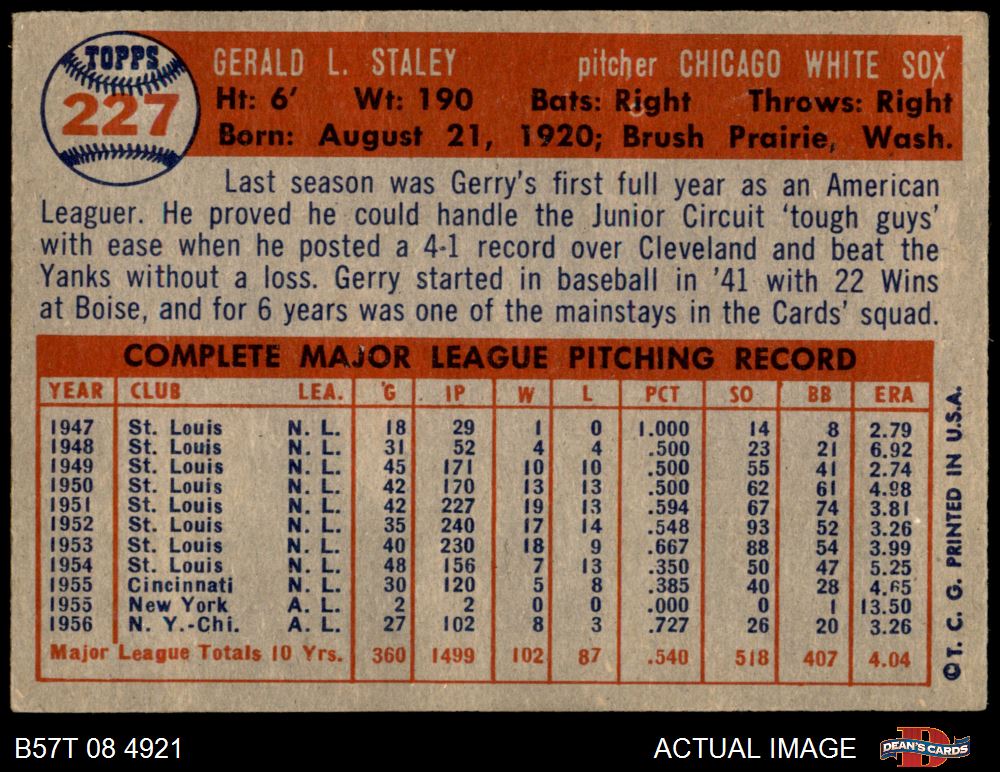 TOPPS
227
GERALD L. STALEY pitcher CHICAGO WHITE SOX
Ht: 6' Wt: 190 Bats: Right Throws: Right
Born: August 21, 1920; Brush Prairie, Wash.
Last season was Gerry's first full year as an American
Leaguer. He proved he could handle the Junior Circuit 'tough guys'
with ease when he posted a 4-1 record over Cleveland and beat the
Yanks without a loss. Gerry started in baseball in '41 with 22 Wins
at Boise, and for 6 years was one of the mainstays in the Cards' squad.
COMPLETE MAJOR LEAGUE PITCHING RECORD
YEAR CLUB LEA. G IP W L PCT SO BB ERA
1947 St. Louis N. L. 18 29 1 0 1.000 14 8 2.79
1948 St. Louis N. L. 31 52 4 4 .500 23 21 6.92
1949 St. Louis N. L. 45 171 10 10 .500 55 41 2.74
1950 St. Louis N. L. 42 170 13 13 .500 62 61 4.98
1951 St. Louis N. L. 42 227 19 13 .594 67 74 3.81
1952 St. Louis N. L. 35 240 17 14 .548 93 52 3.26
1953 St. Louis N. L. 40 230 18 9 .667 88 54 3.99
1954 St. Louis N. L. 48 156 7 13 .350 50 47 5.25
1955 Cincinnati N. L. 30 120 5 8 .385 40 28 4.65
1955 New York A. L. 2 2 0 0 .000 0 1 13.50
1956 N. Y.-Chi. A. L. 27 102 8 3 .727 26 20 3.26
Major League Totals 10 Yrs. 360 1499 102 87 .540 518 407 4.04
©T. C. G. PRINTED IN U.S.A.
B57T 08 4921 ACTUAL IMAGE DEAN'S CARDS